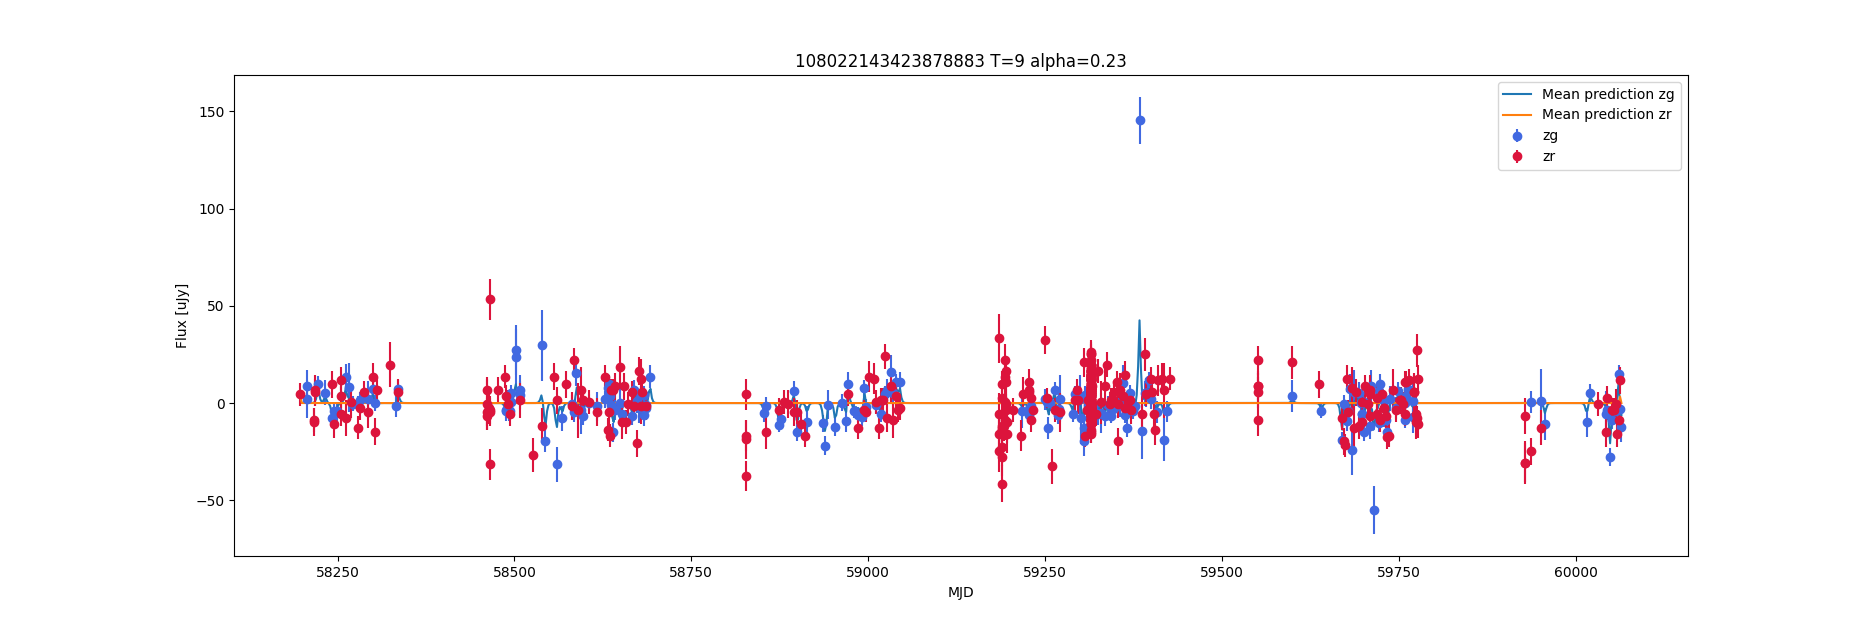 108022143423878883 T=9 alpha=0.23
Mean prediction zg
Mean prediction zr
zg
zr
Flux [uJy]
150
100
50
0
−50
58250 58500 58750 59000 59250 59500 59750 60000
MJD